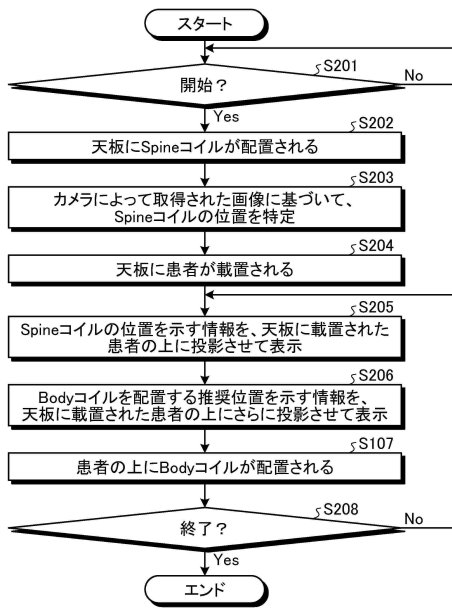 スタート
S201
開始？
No
Yes
S202
天板にSpineコイルが配置される
S203
カメラによって取得された画像に基づいて、
Spineコイルの位置を特定
S204
天板に患者が載置される
S205
Spineコイルの位置を示す情報を、天板に載置された
患者の上に投影させて表示
S206
Bodyコイルを配置する推奨位置を示す情報を、
天板に載置された患者の上にさらに投影させて表示
S107
患者の上にBodyコイルが配置される
S208
終了？
No
Yes
エンド